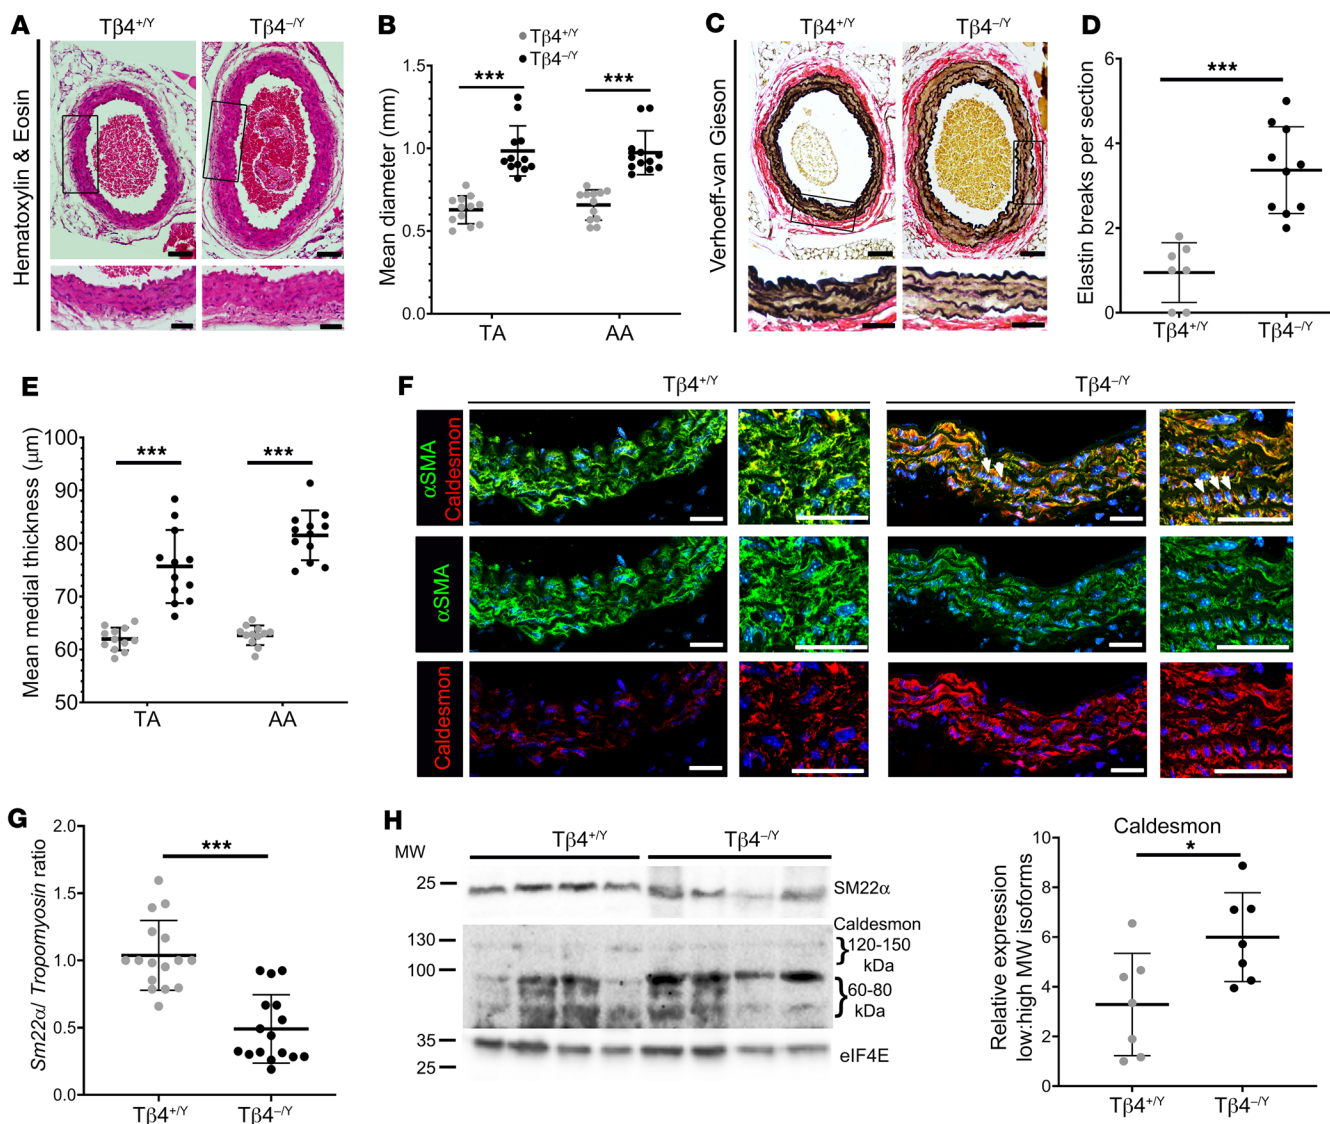 A
Tβ4+/Y
Tβ4−/Y
Hematoxylin & Eosin
B
Tβ4+/Y
Tβ4−/Y
Mean diameter (mm)
1.5
1.0
0.5
0.0
***
***
TA
AA
C
Tβ4+/Y
Tβ4−/Y
Verhoeff-van Gieson
D
Elastin breaks per section
6
4
2
0
***
Tβ4+/Y
Tβ4−/Y
E
Mean medial thickness (μm)
100
90
80
70
60
50
***
***
TA
AA
F
Tβ4+/Y
Tβ4−/Y
αSMA
Caldesmon
αSMA
Caldesmon
G
Sm22α/ Tropomyosin ratio
2.0
1.5
1.0
0.5
0.0
***
Tβ4+/Y
Tβ4−/Y
H
Tβ4+/Y
Tβ4−/Y
MW
25
SM22α
Caldesmon
130
120-150
kDa
100
60-80
kDa
35
eIF4E
25
Caldesmon
Relative expression
low:high MW isoforms
10
8
6
4
2
0
*
Tβ4+/Y
Tβ4−/Y